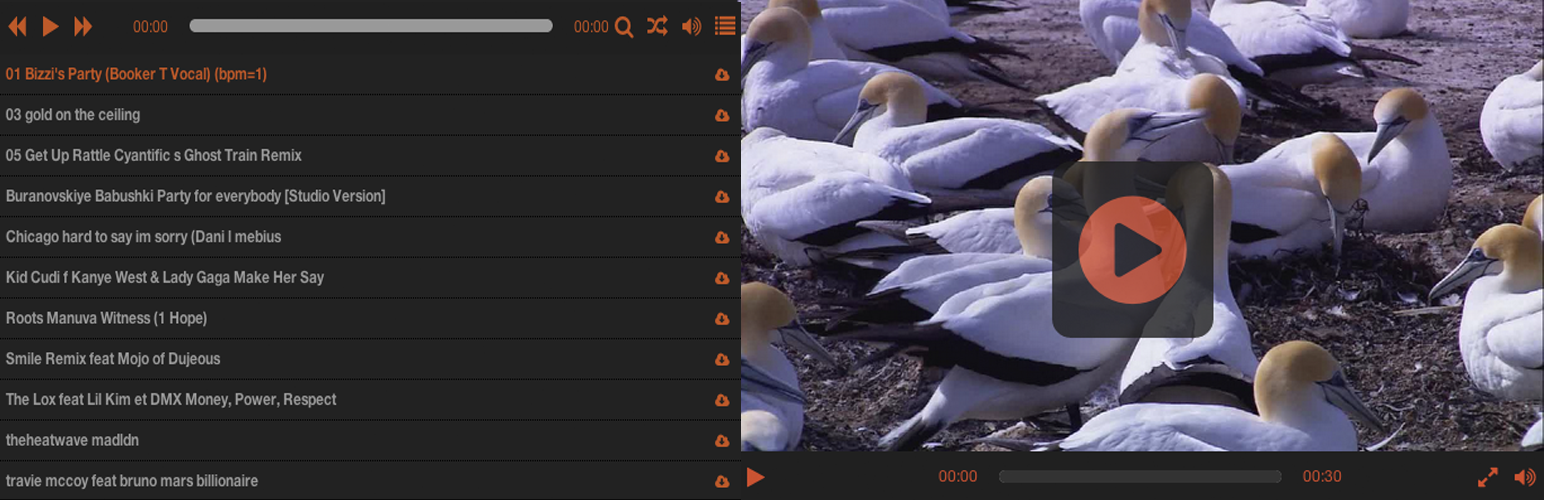 00:00 00:00
01 Bizzi's Party (Booker T Vocal) (bpm=1)
03 gold on the ceiling
05 Get Up Rattle Cyantific s Ghost Train Remix
Buranovskiye Babushki Party for everybody [Studio Version]
Chicago hard to say im sorry (Dani l mebius
Kid Cudi f Kanye West & Lady Gaga Make Her Say
Roots Manuva Witness (1 Hope)
Smile Remix feat Mojo of Dujeous
The Lox feat Lil Kim et DMX Money, Power, Respect
theheatwave madldn
travie mccoy feat bruno mars billionaire
00:00 00:30